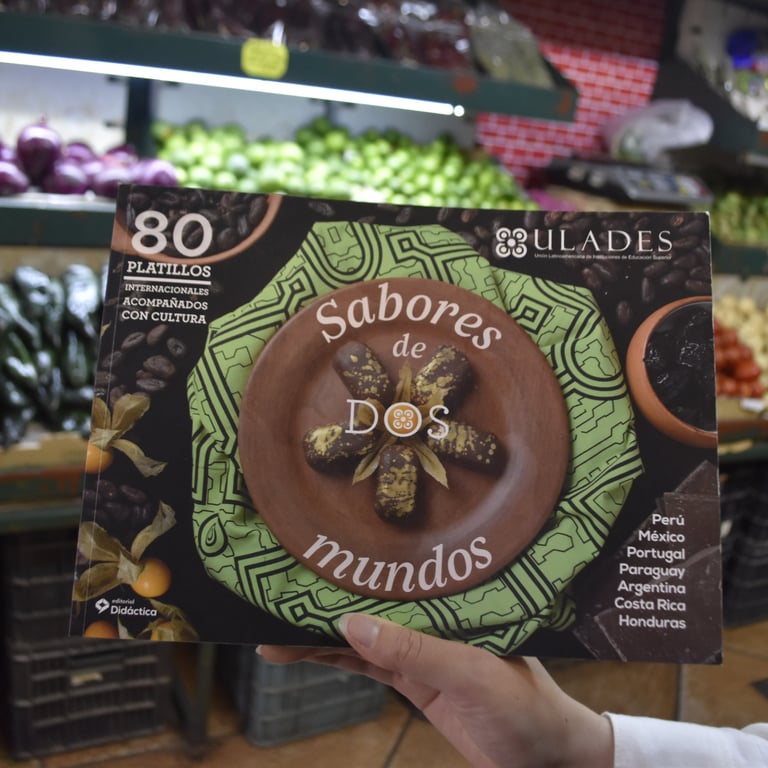 80
PLATILLOS
INTERNACIONALES
ACOMPAÑADOS
CON CULTURA
ULADES
Unión Latinoamericana de Instituciones de Educación Superior
Sabores
de
DOS
mundos
Perú
México
Portugal
Paraguay
Argentina
Costa Rica
Honduras
editorial
Didáctica